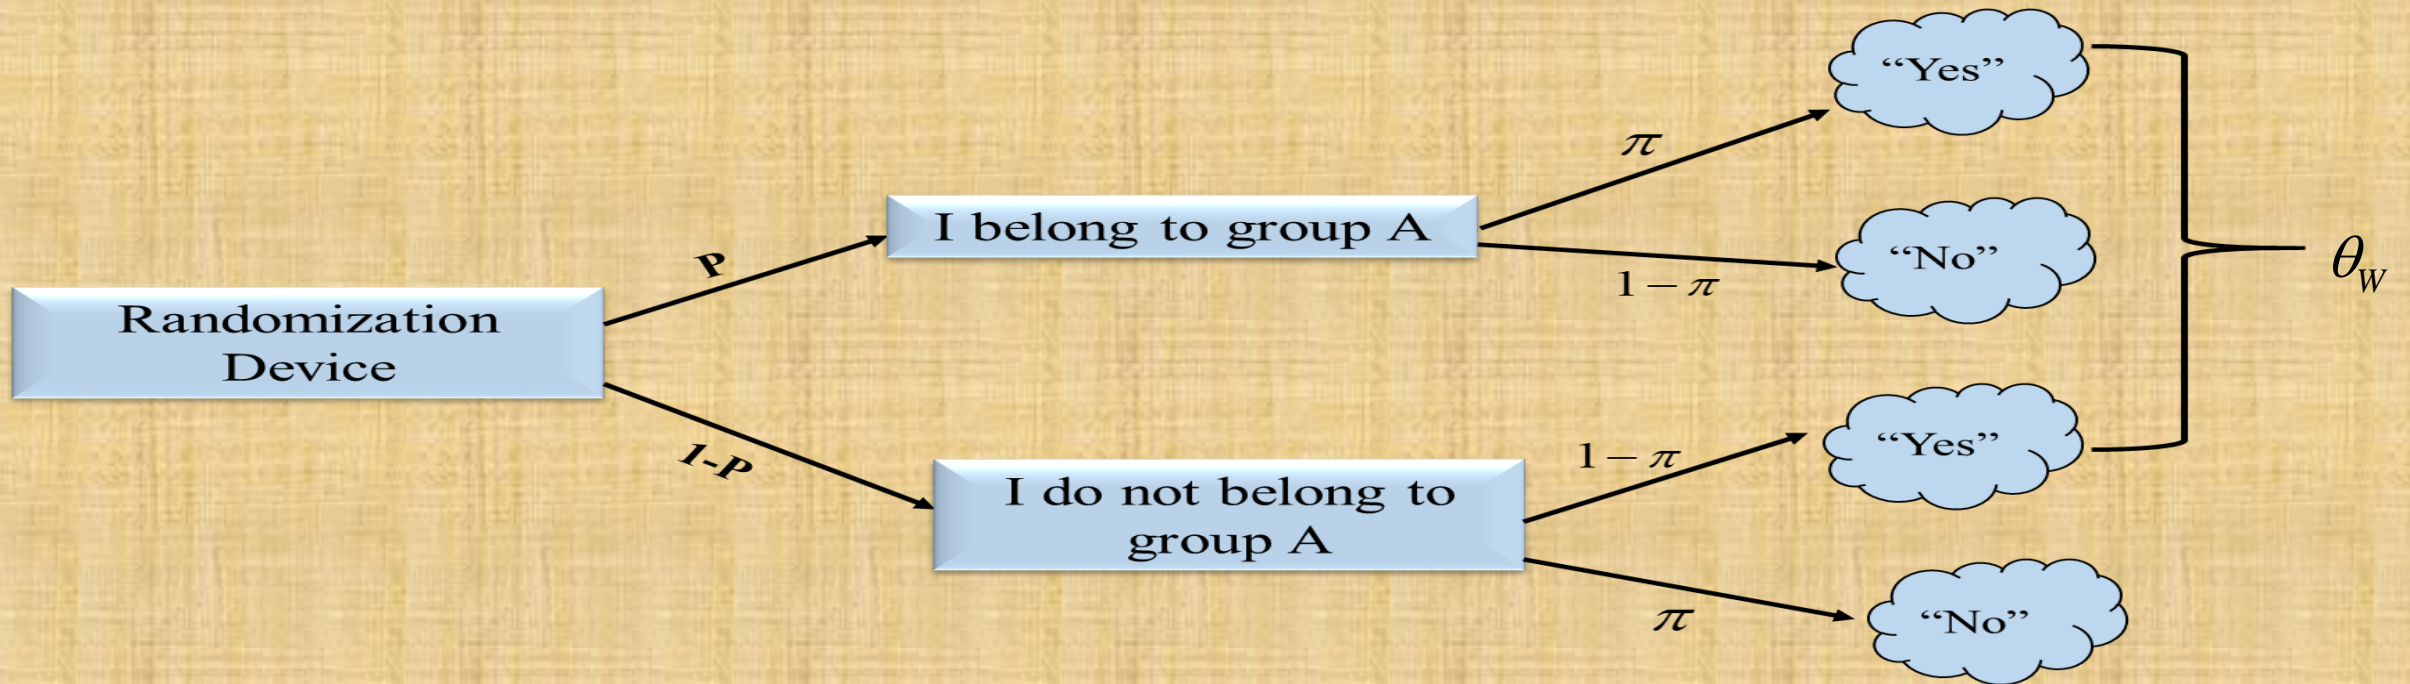 “Yes”
π
I belong to group A
P
“No”
1 – π
θ_W
Randomization
Device
1-P
1 – π
“Yes”
I do not belong to
group A
π
“No”